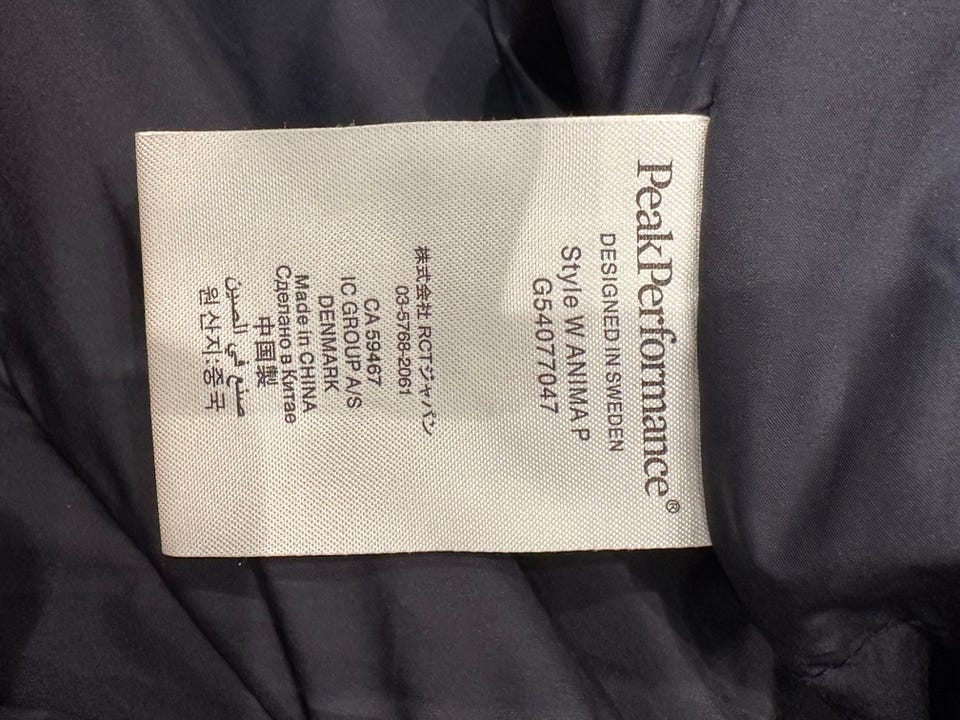 PeakPerformance®
DESIGNED IN SWEDEN
Style W ANIMA P
G54077047
株式会社 RCTジャパン
03-5768-2061
CA 59467
IC GROUP A/S
DENMARK
Made in CHINA
Сделано в Китае
中国製
صنع في الصين
원산지:중국